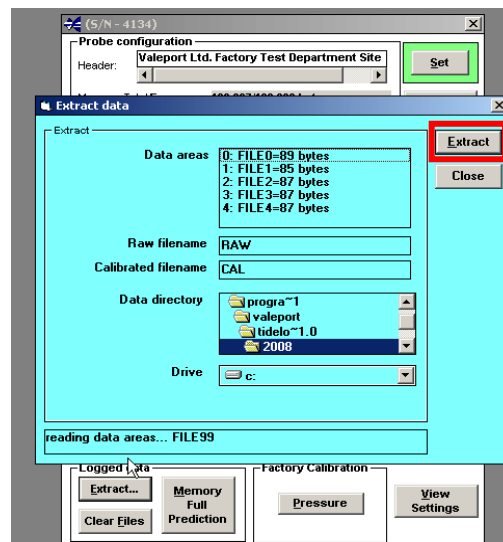 (S/N - 4134)
Probe configuration
Header:
Valeport Ltd. Factory Test Department Site
Set
Extract data
Extract
Extract
Data areas
0: FILE0=89 bytes
1: FILE1=85 bytes
2: FILE2=87 bytes
3: FILE3=87 bytes
4: FILE4=87 bytes
Close
Raw filename
RAW
Calibrated filename
CAL
Data directory
progra~1
valeport
tidelo~1.0
2008
Drive
c:
reading data areas... FILE99
Logged
Factory Calibration
Extract...
Memory
Full
Prediction
Clear Files
Pressure
View
Settings